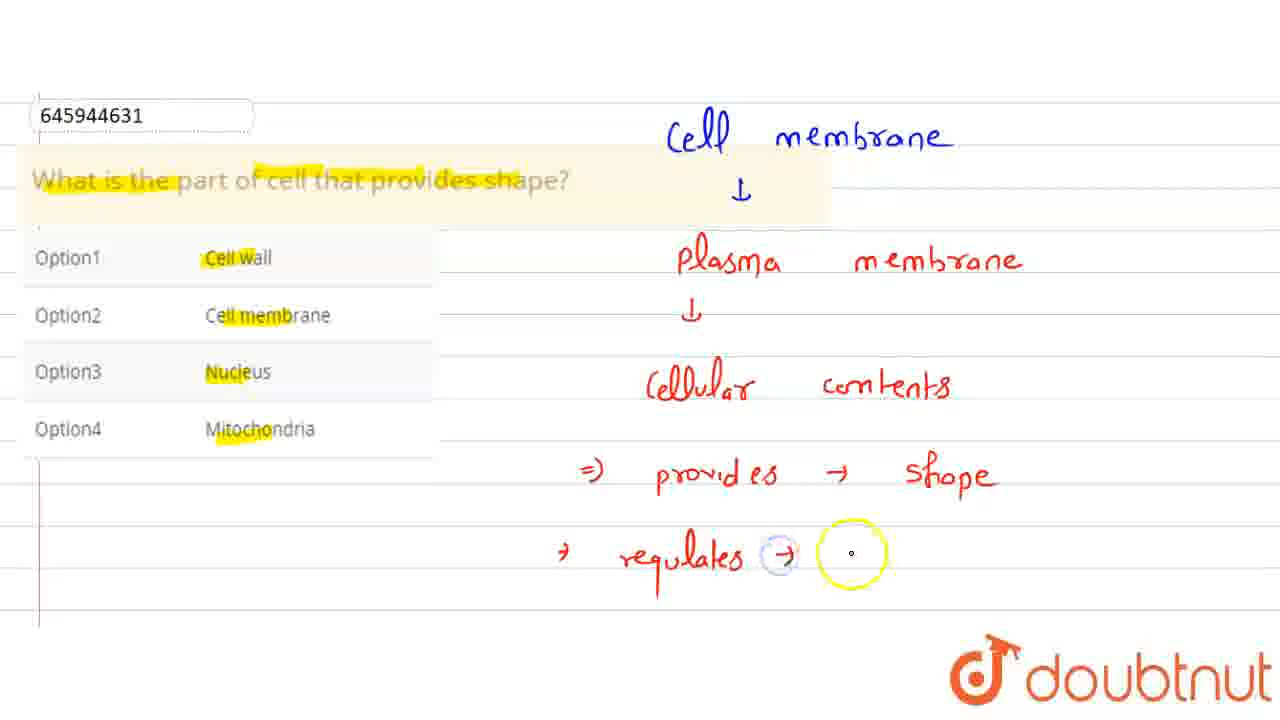 645944631
What is the part of cell that provides shape?
Option1 Cell wall
Option2 Cell membrane
Option3 Nucleus
Option4 Mitochondria
Cell membrane
↓
Plasma membrane
↓
Cellular contents
⇒ provides → shape
→ regulates →
doubtnut